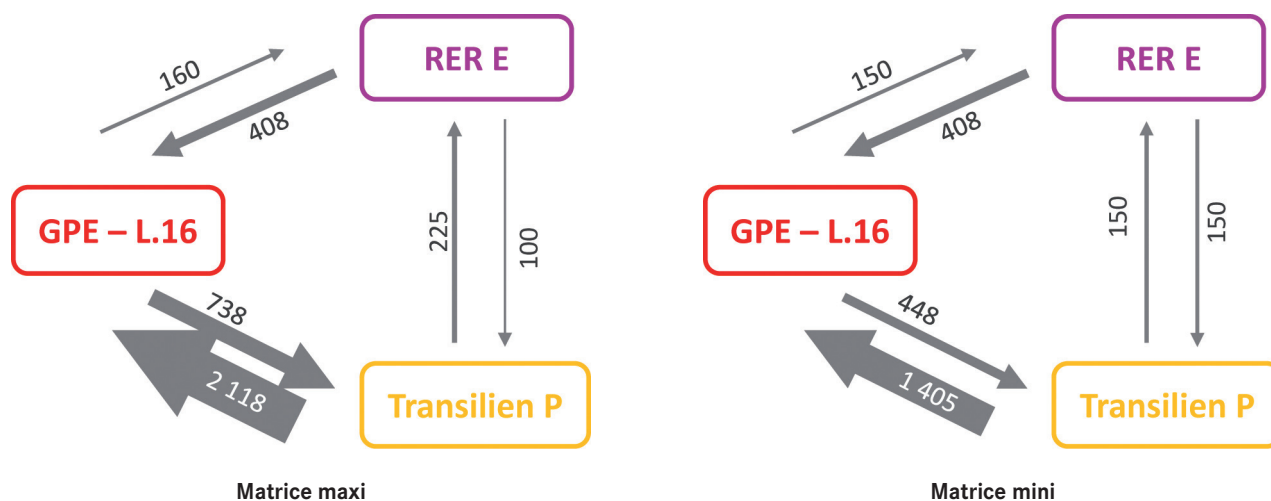 RER E
160
408
GPE – L.16
225
100
738
2 118
Transilien P
Matrice maxi
RER E
150
408
GPE – L.16
150
150
448
1 405
Transilien P
Matrice mini